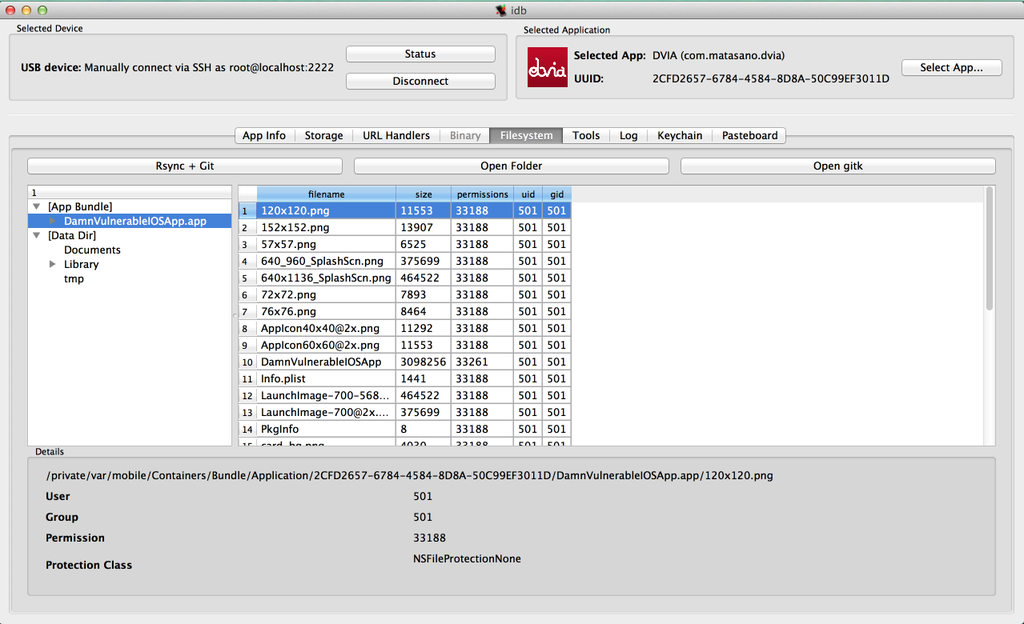 idb
Selected Device
USB device: Manually connect via SSH as root@localhost:2222
Status
Disconnect
Selected Application
dvia
Selected App: DVIA (com.matasano.dvia)
UUID: 2CFD2657-6784-4584-8D8A-50C99EF3011D
Select App...
App Info Storage URL Handlers Binary Filesystem Tools Log Keychain Pasteboard
Rsync + Git Open Folder Open gitk
1
[App Bundle]
DamnVulnerableIOSApp.app
[Data Dir]
Documents
Library
tmp
filename size permissions uid gid
1 120x120.png 11553 33188 501 501
2 152x152.png 13907 33188 501 501
3 57x57.png 6525 33188 501 501
4 640_960_SplashScn.png 375699 33188 501 501
5 640x1136_SplashScn.png 464522 33188 501 501
6 72x72.png 7893 33188 501 501
7 76x76.png 8464 33188 501 501
8 AppIcon40x40@2x.png 11292 33188 501 501
9 AppIcon60x60@2x.png 11553 33188 501 501
10 DamnVulnerableIOSApp 3098256 33261 501 501
11 Info.plist 1441 33188 501 501
12 LaunchImage-700-568... 464522 33188 501 501
13 LaunchImage-700@2x.... 375699 33188 501 501
14 PkgInfo 8 33188 501 501
15 card_bg.png 4030 33188 501 501
Details
/private/var/mobile/Containers/Bundle/Application/2CFD2657-6784-4584-8D8A-50C99EF3011D/DamnVulnerableIOSApp.app/120x120.png
User 501
Group 501
Permission 33188
Protection Class NSFileProtectionNone